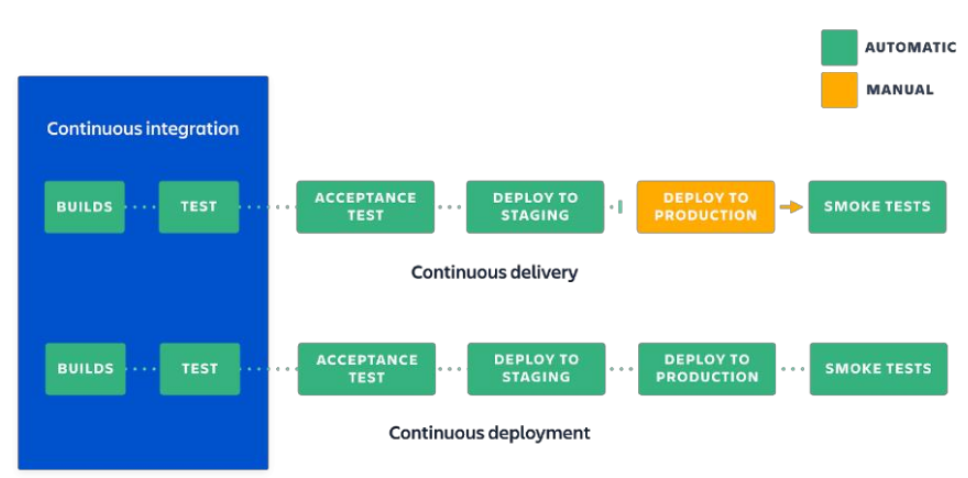 AUTOMATIC
MANUAL
Continuous integration
BUILDS
TEST
ACCEPTANCE
TEST
DEPLOY TO
STAGING
DEPLOY TO
PRODUCTION
SMOKE TESTS
Continuous delivery
BUILDS
TEST
ACCEPTANCE
TEST
DEPLOY TO
STAGING
DEPLOY TO
PRODUCTION
SMOKE TESTS
Continuous deployment